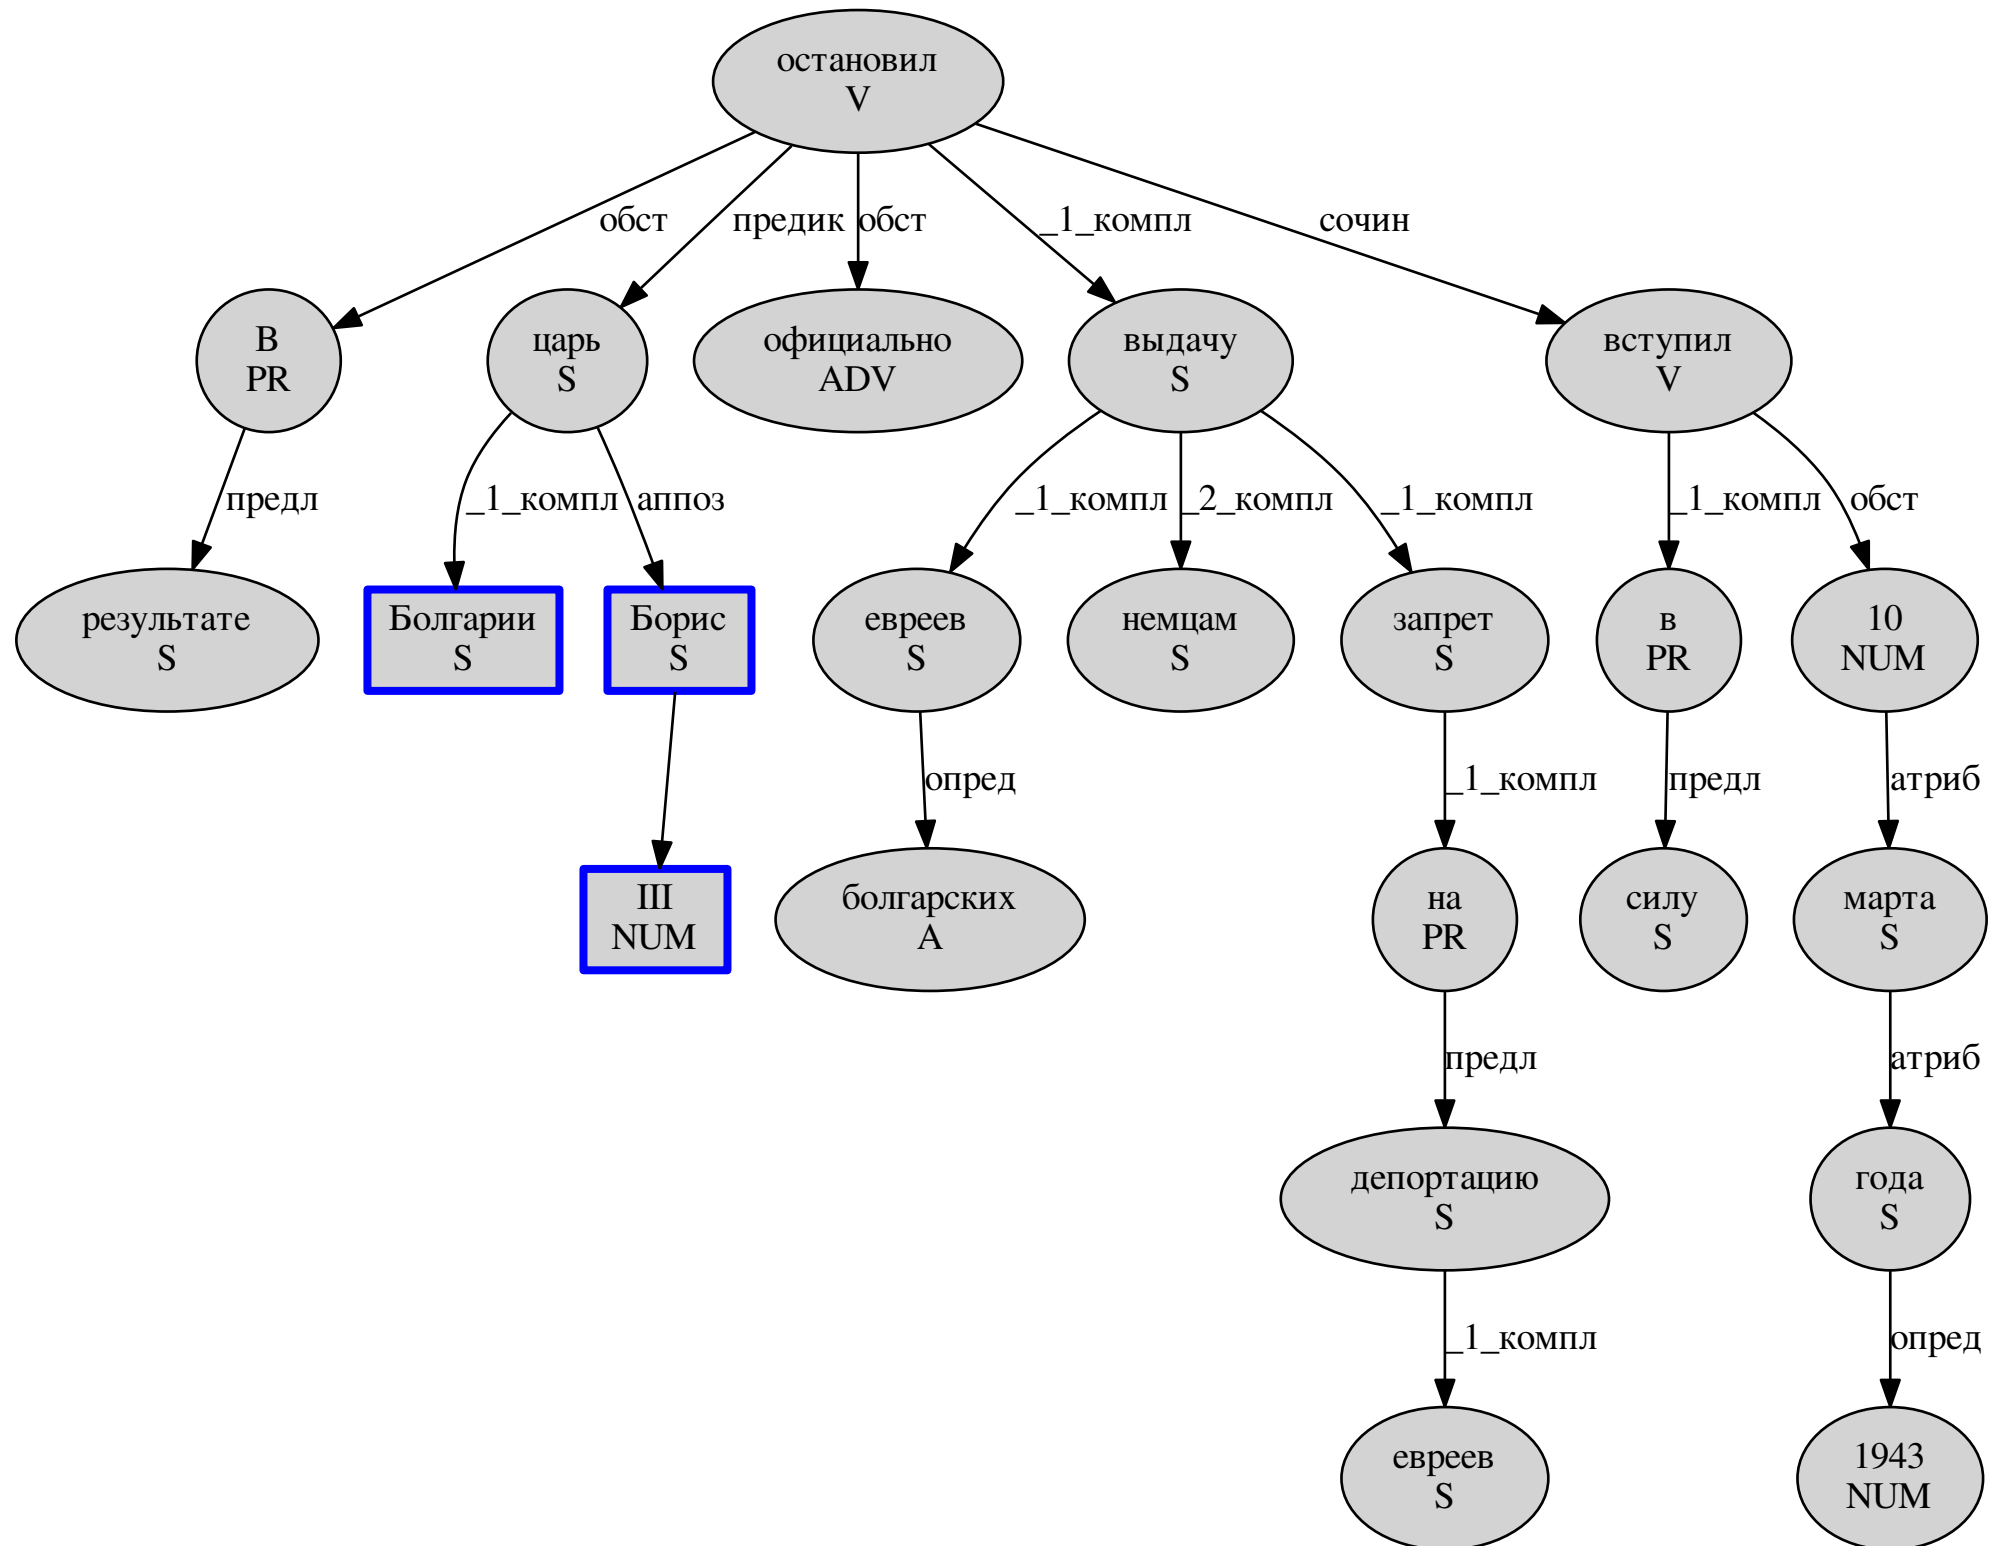 остановил
V
обст
предик
обст
_1_компл
сочин
В
PR
царь
S
официально
ADV
выдачу
S
вступил
V
предл
_1_компл
аппоз
_1_компл
_2_компл
_1_компл
_1_компл
обст
результате
S
Болгарии
S
Борис
S
евреев
S
немцам
S
запрет
S
в
PR
10
NUM
опред
_1_компл
предл
атриб
III
NUM
болгарских
A
на
PR
силу
S
марта
S
предл
атриб
депортацию
S
года
S
_1_компл
опред
евреев
S
1943
NUM